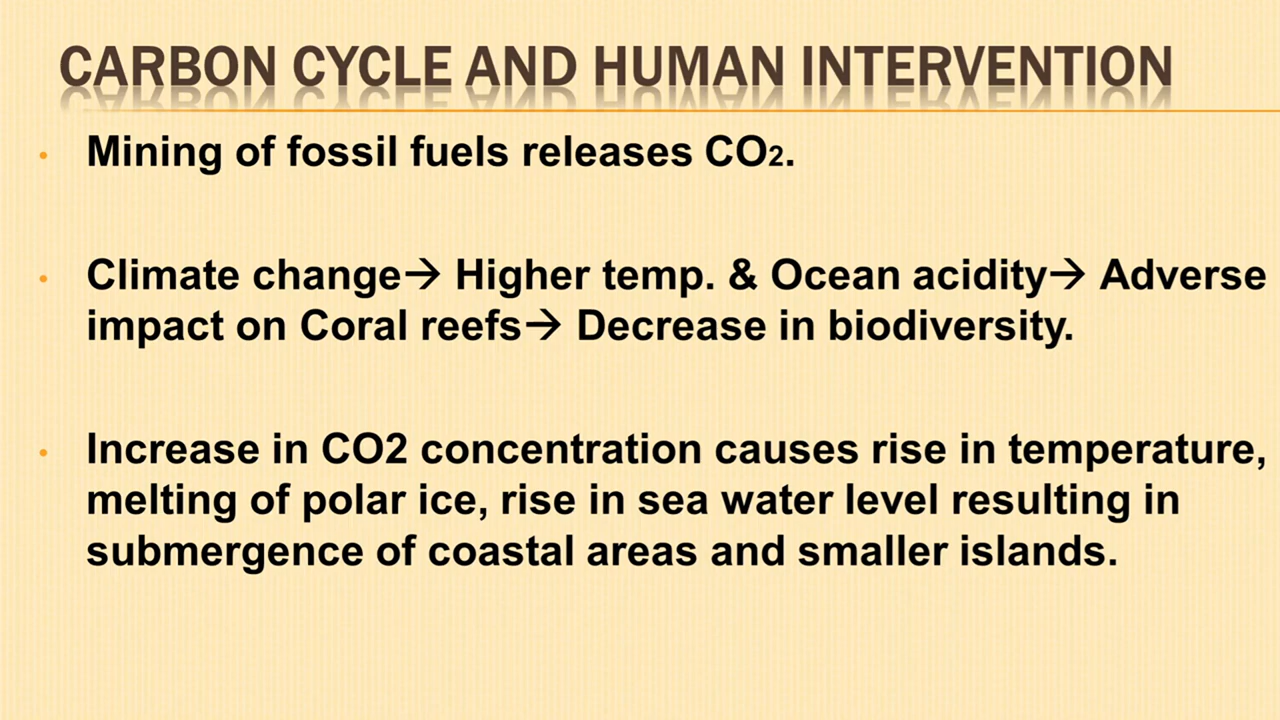 CARBON CYCLE AND HUMAN INTERVENTION
• Mining of fossil fuels releases CO₂.
• Climate change→ Higher temp. & Ocean acidity→ Adverse
impact on Coral reefs→ Decrease in biodiversity.
• Increase in CO2 concentration causes rise in temperature,
melting of polar ice, rise in sea water level resulting in
submergence of coastal areas and smaller islands.